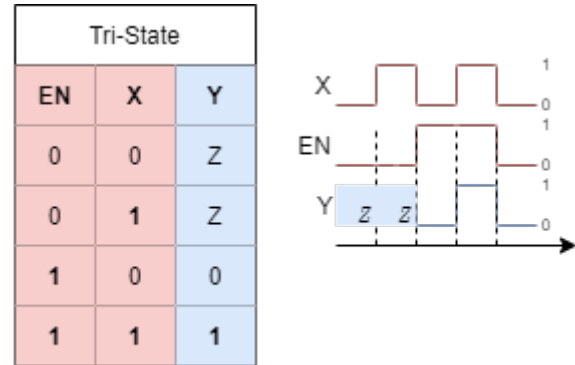 Tri-State
EN X Y
0 0 Z
0 1 Z
1 0 0
1 1 1
X 1
0
EN 1
0
Y Z Z 1
0